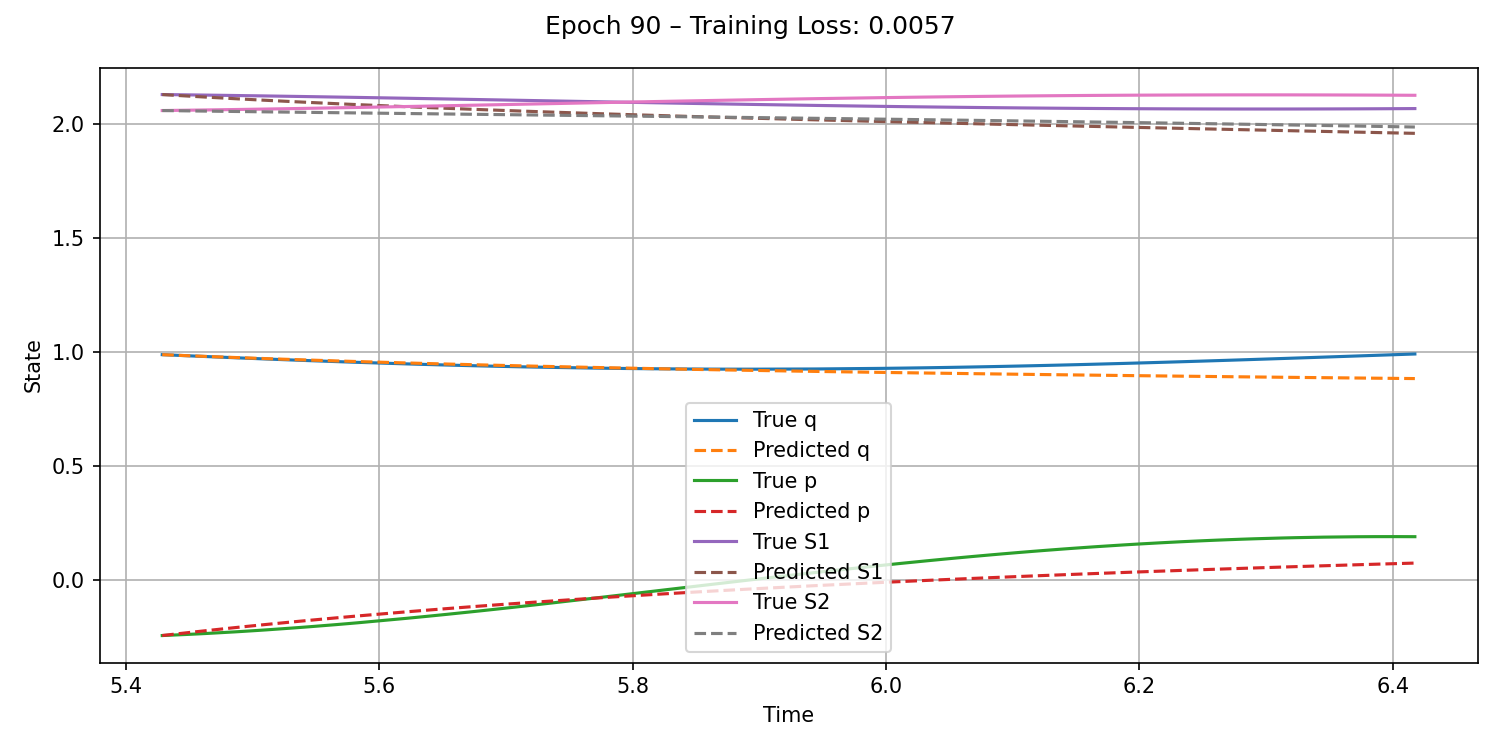 Epoch 90 – Training Loss: 0.0057
2.0
1.5
1.0
0.5
0.0
State
True q
Predicted q
True p
Predicted p
True S1
Predicted S1
True S2
Predicted S2
5.4 5.6 5.8 6.0 6.2 6.4
Time